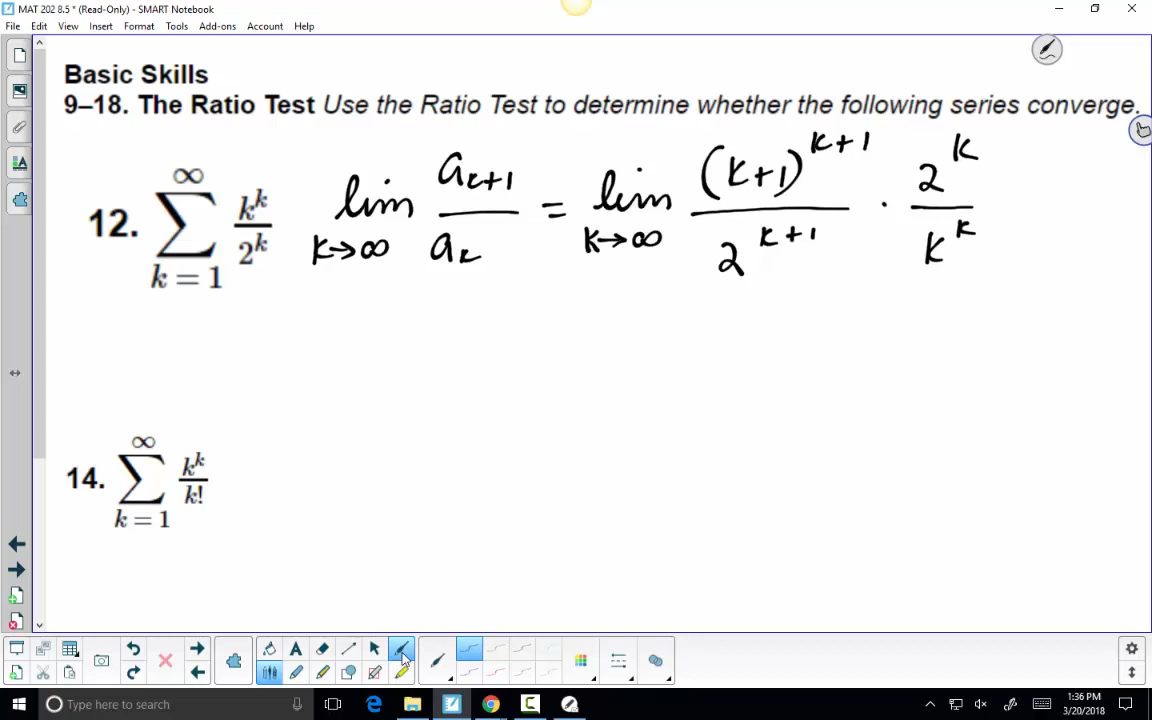 MAT 202 8.5 * (Read-Only) - SMART Notebook
File Edit View Insert Format Tools Add-ons Account Help
Basic Skills
9–18. The Ratio Test Use the Ratio Test to determine whether the following series converge.
12. ∑_{k=1}^{∞} k^k/2^k lim_{k→∞} a_{k+1}/a_k = lim_{k→∞} (k+1)^{k+1}/2^{k+1} · 2^k/k^k
14. ∑_{k=1}^{∞} k^k/k!
Type here to search
1:36 PM
3/20/2018